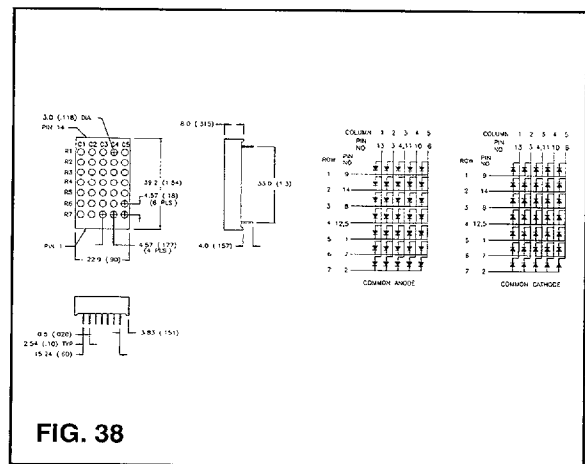 3.0 (.118) DIA.
PIN 14
C1 C2 C3 C4 C5
R1
R2
R3
R4
R5
R6
R7
PIN 1
22.9 (.90)
39.2 (1.54)
4.57 (.18)
(6 PLS.)
4.57 (.177)
(4 PLS.)
8.0 (.315)
33.0 (1.3)
4.0 (.157)
0.5 (.020)
2.54 (.10) TYP
15.24 (.60)
3.83 (.151)
COLUMN 1 2 3 4 5
PIN NO 13 3 4,11 10 6
ROW PIN NO
1 9
2 14
3 8
4 12,5
5 1
6 7
7 2
COMMON ANODE
COLUMN 1 2 3 4 5
PIN NO 13 3 4,11 10 6
ROW PIN NO
1 9
2 14
3 8
4 12,5
5 1
6 7
7 2
COMMON CATHODE
FIG. 38